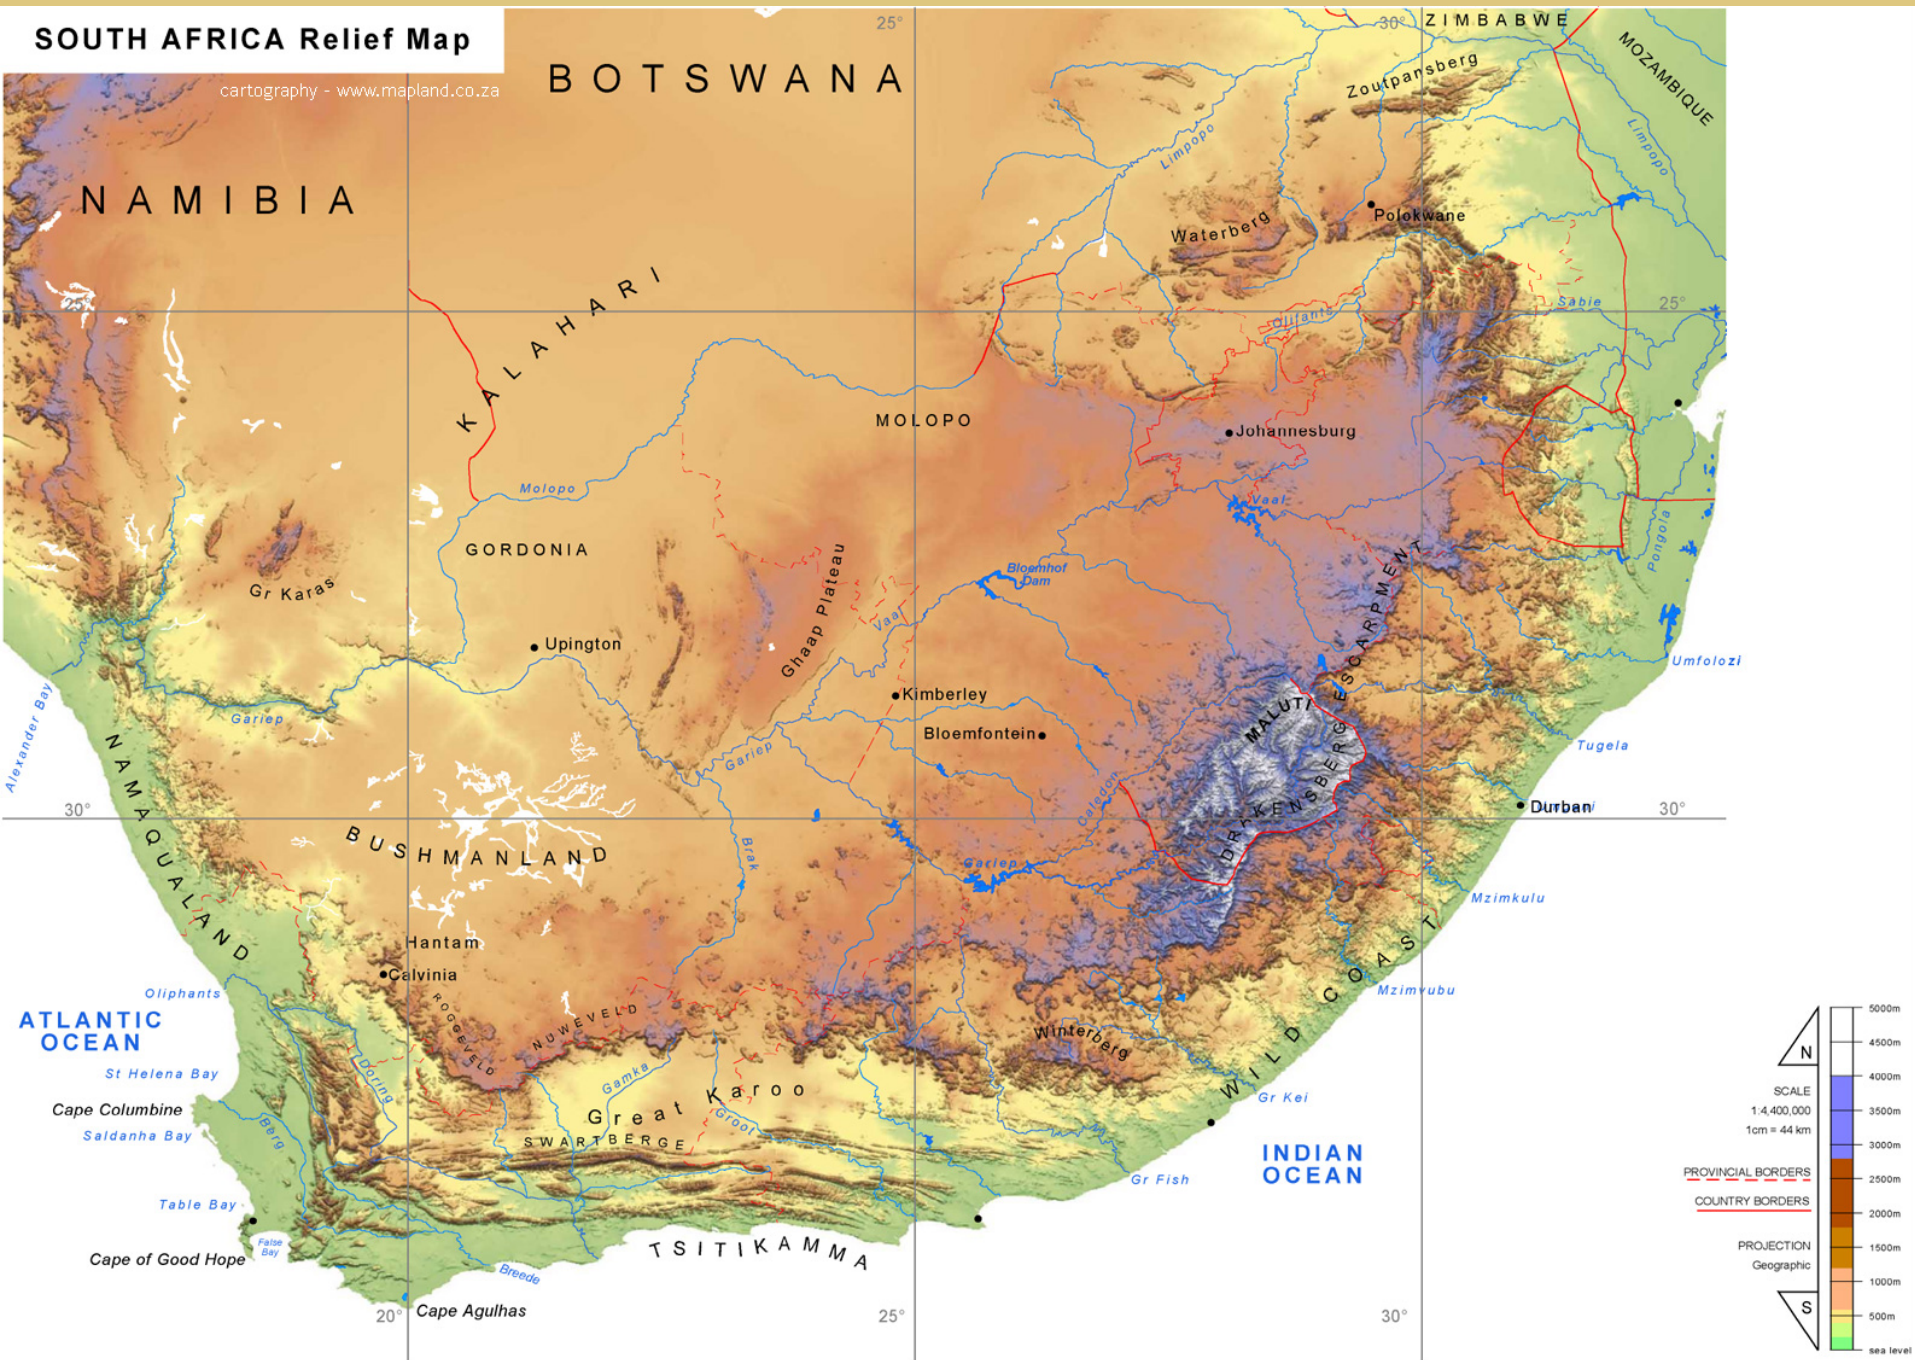 SOUTH AFRICA Relief Map
cartography - www.mapland.co.za
25°
30°
ZIMBABWE
MOZAMBIQUE
BOTSWANA
NAMIBIA
Zoutpansberg
Limpopo
Limpopo
Polokwane
Waterberg
KALAHARI
25°
Sabie
25°
Olifants
MOLOPO
Johannesburg
Molopo
Vaal
GORDONIA
Pongola
Gr Karas
Ghaap Plateau
Bloemhof
Dam
Vaal
ESCARPMENT
Upington
Umfolozi
Kimberley
MALUTI
Bloemfontein
Alexander Bay
Gariep
Gariep
Tugela
NAMAQUALAND
DRAKENSBERG
Caledon
30°
Durban
30°
BUSHMANLAND
Brak
Gariep
Mzimkulu
Hantam
Calvinia
Oliphants
WILD COAST
Mzimvubu
ROGGEVELD
NUWEVELD
ATLANTIC
OCEAN
Winterberg
St Helena Bay
Doring
Gamka
Great Karoo
Gr Kei
Cape Columbine
Saldanha Bay
Berg
Groot
SWARTBERGE
INDIAN
OCEAN
Gr Fish
Table Bay
False
Bay
Cape of Good Hope
TSITIKAMMA
Breede
Cape Agulhas
20°
25°
30°
N
SCALE
1:4,400,000
1cm = 44 km
PROVINCIAL BORDERS
COUNTRY BORDERS
PROJECTION
Geographic
S
5000m
4500m
4000m
3500m
3000m
2500m
2000m
1500m
1000m
500m
sea level